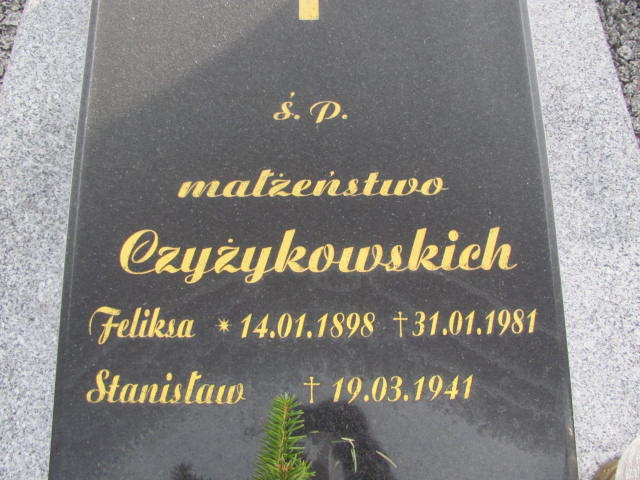 ś. p.
małżeństwo
Czyżykowskich
Feliksa * 14.01.1898 † 31.01.1981
Stanisław † 19.03.1941